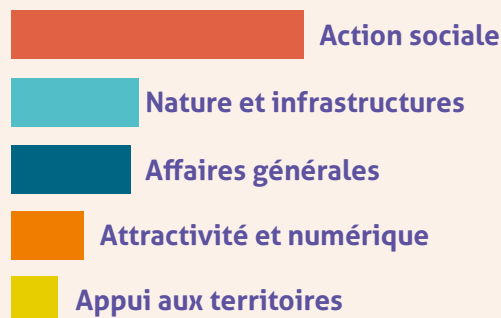 Action sociale
Nature et infrastructures
Affaires générales
Attractivité et numérique
Appui aux territoires